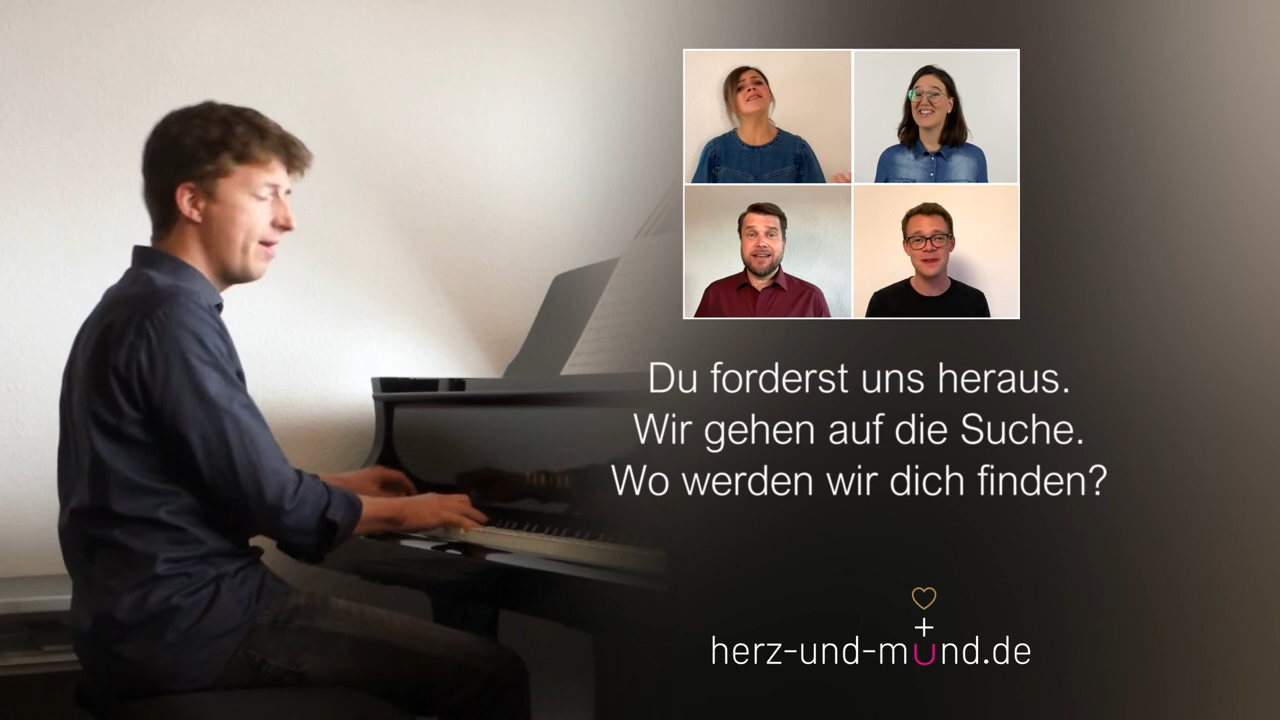 Du forderst uns heraus.
Wir gehen auf die Suche.
Wo werden wir dich finden?
herz-und-mund.de